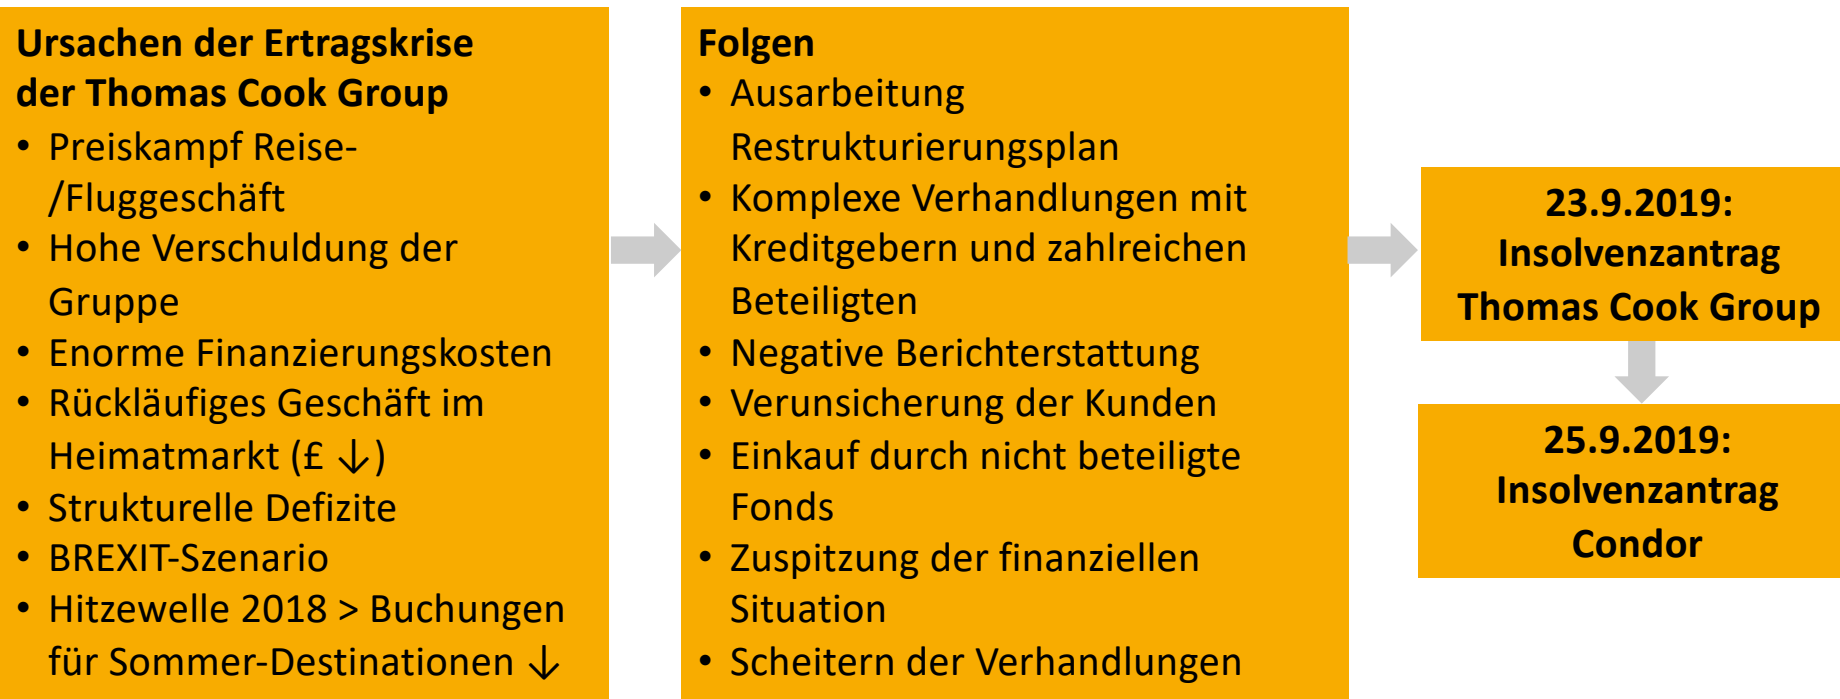 Ursachen der Ertragskrise
der Thomas Cook Group
• Preiskampf Reise-
/Fluggeschäft
• Hohe Verschuldung der
Gruppe
• Enorme Finanzierungskosten
• Rückläufiges Geschäft im
Heimatmarkt (£ ↓)
• Strukturelle Defizite
• BREXIT-Szenario
• Hitzewelle 2018 > Buchungen
für Sommer-Destinationen ↓
Folgen
• Ausarbeitung
Restrukturierungsplan
• Komplexe Verhandlungen mit
Kreditgebern und zahlreichen
Beteiligten
• Negative Berichterstattung
• Verunsicherung der Kunden
• Einkauf durch nicht beteiligte
Fonds
• Zuspitzung der finanziellen
Situation
• Scheitern der Verhandlungen
23.9.2019:
Insolvenzantrag
Thomas Cook Group
25.9.2019:
Insolvenzantrag
Condor